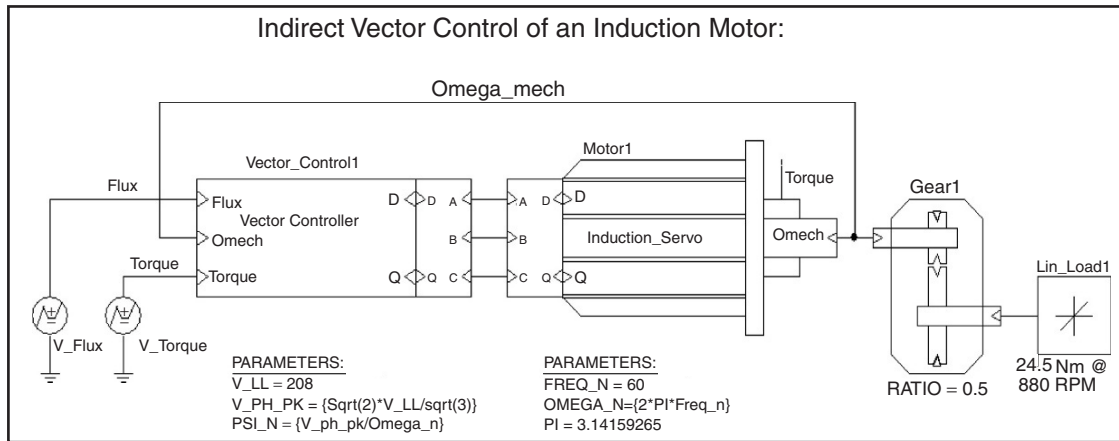 Indirect Vector Control of an Induction Motor:
Omega_mech
Vector_Control1
Motor1
Flux
Torque
Gear1
Flux
D D A A D D
Vector Controller
Omech
B B
Induction_Servo
Omech
Torque
Torque
Q Q C C Q Q
Lin_Load1
V_Flux
V_Torque
24.5 Nm @
880 RPM
RATIO = 0.5
PARAMETERS:
V_LL = 208
V_PH_PK = {Sqrt(2)*V_LL/sqrt(3)}
PSI_N = {V_ph_pk/Omega_n}
PARAMETERS:
FREQ_N = 60
OMEGA_N={2*PI*Freq_n}
PI = 3.14159265